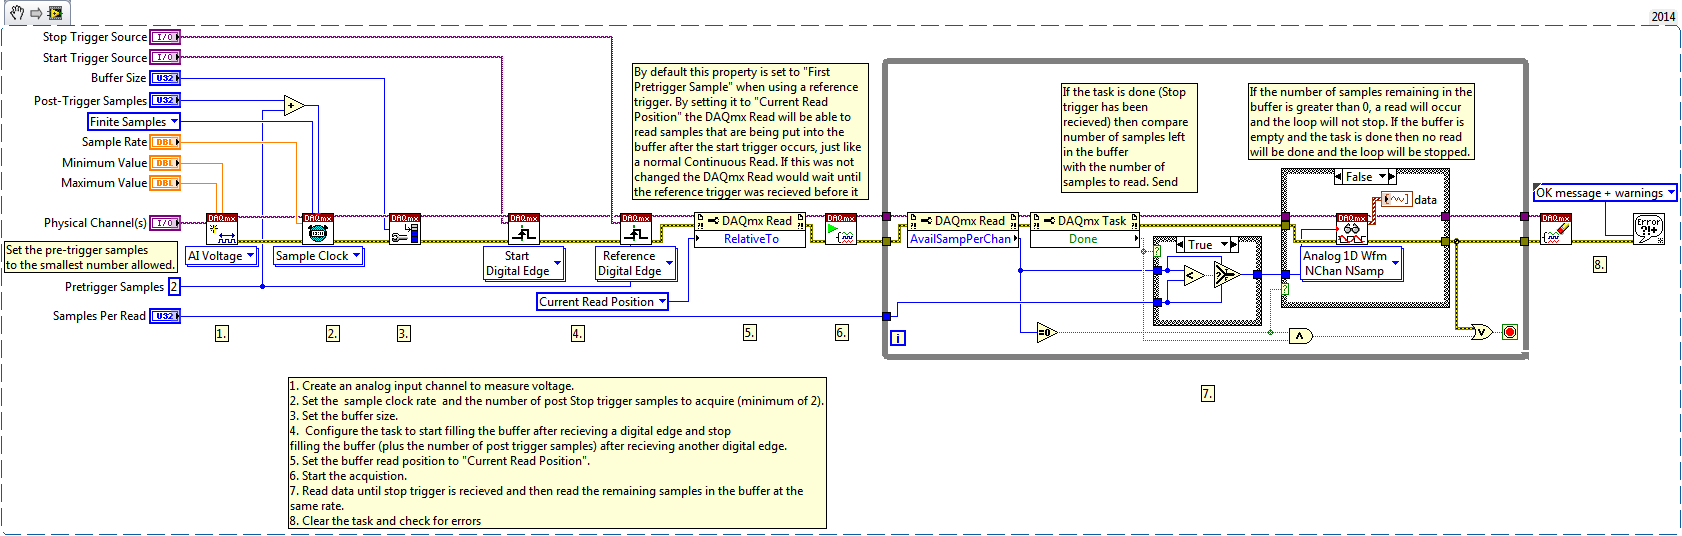 2014
Stop Trigger Source
I/O
Start Trigger Source
I/O
Buffer Size
U32
Post-Trigger Samples
U32
+
Finite Samples
Sample Rate
DBL
Minimum Value
DBL
Maximum Value
DBL
Physical Channel(s)
I/O
Set the pre-trigger samples
to the smallest number allowed.
Pretrigger Samples
2
Samples Per Read
U32
DAQmx
AI Voltage
1.
DAQmx
Sample Clock
2.
DAQmx
3.
DAQmx
Start
Digital Edge
4.
DAQmx
Reference
Digital Edge
Current Read Position
By default this property is set to "First
Pretrigger Sample" when using a reference
trigger. By setting it to "Current Read
Position" the DAQmx Read will be able to
read samples that are being put into the
buffer after the start trigger occurs, just like
a normal Continuous Read. If this was not
changed the DAQmx Read would wait until
the reference trigger was recieved before it
DAQmx Read
RelativeTo
5.
DAQmx
6.
DAQmx Read
AvailSampPerChan
DAQmx Task
Done
If the task is done (Stop
trigger has been
recieved) then compare
number of samples left
in the buffer
with the number of
samples to read. Send
If the number of samples remaining in the
buffer is greater than 0, a read will occur
and the loop will not stop. If the buffer is
empty and the task is done then no read
will be done and the loop will be stopped.
True
?
<
False
DAQmx
data
Analog 1D Wfm
NChan NSamp
?
=0
∧
∨
i
7.
OK message + warnings
DAQmx
Error
?!+
8.
1. Create an analog input channel to measure voltage.
2. Set the  sample clock rate  and the number of post Stop trigger samples to acquire (minimum of 2).
3. Set the buffer size.
4.  Configure the task to start filling the buffer after recieving a digital edge and stop
filling the buffer (plus the number of post trigger samples) after recieving another digital edge.
5. Set the buffer read position to "Current Read Position".
6. Start the acquistion.
7. Read data until stop trigger is recieved and then read the remaining samples in the buffer at the
same rate.
8. Clear the task and check for errors